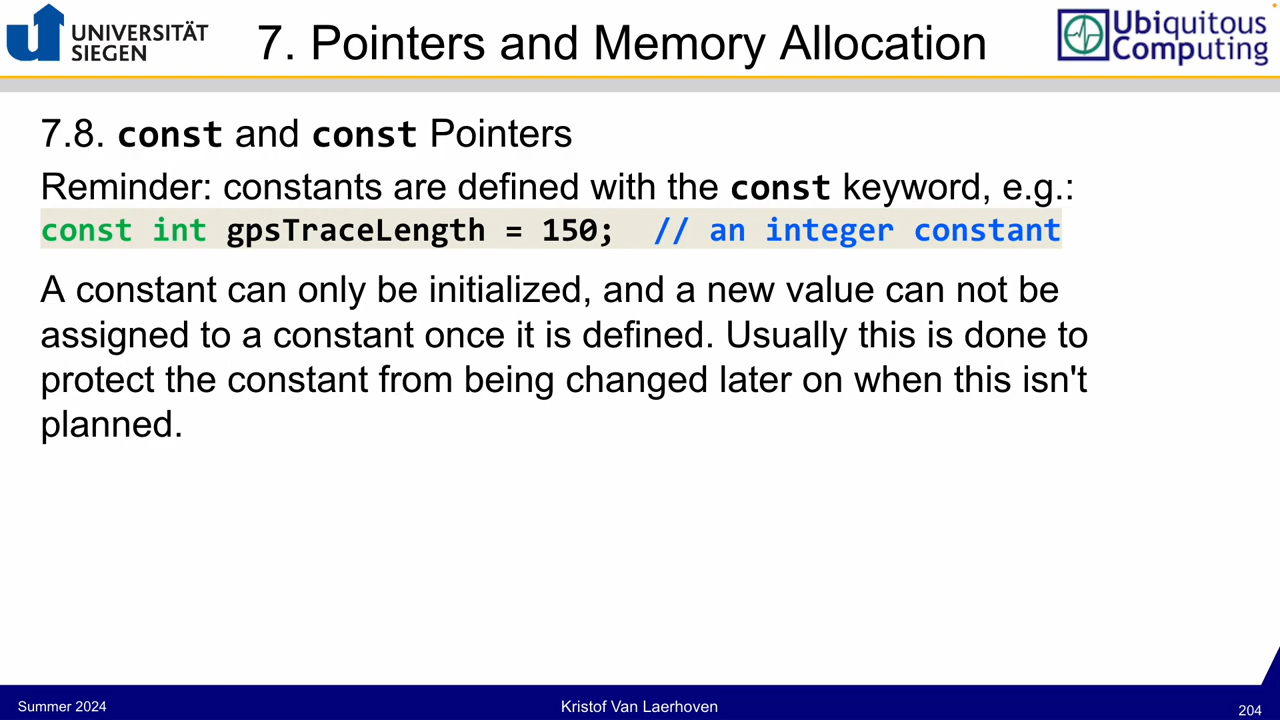 UNIVERSITÄT
SIEGEN
7. Pointers and Memory Allocation
Ubiquitous
Computing
7.8. const and const Pointers
Reminder: constants are defined with the const keyword, e.g.:
const int gpsTraceLength = 150;  // an integer constant
A constant can only be initialized, and a new value can not be
assigned to a constant once it is defined. Usually this is done to
protect the constant from being changed later on when this isn't
planned.
Summer 2024
Kristof Van Laerhoven
204